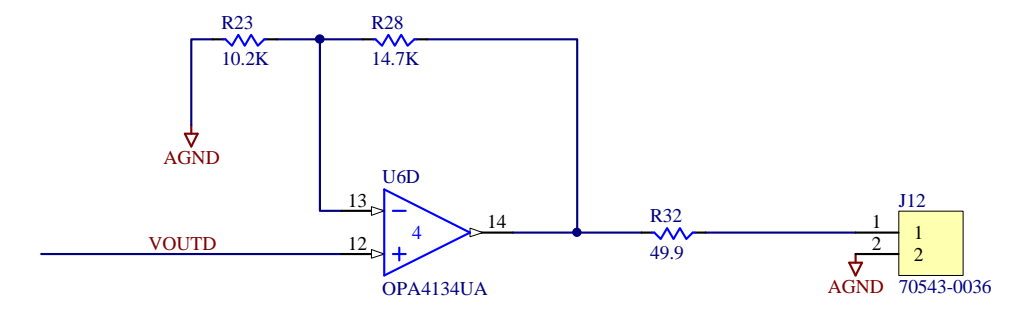 R23
10.2K
R28
14.7K
AGND
U6D
13
12
4
14
OPA4134UA
VOUTD
R32
49.9
J12
1
2
1
2
AGND
70543-0036